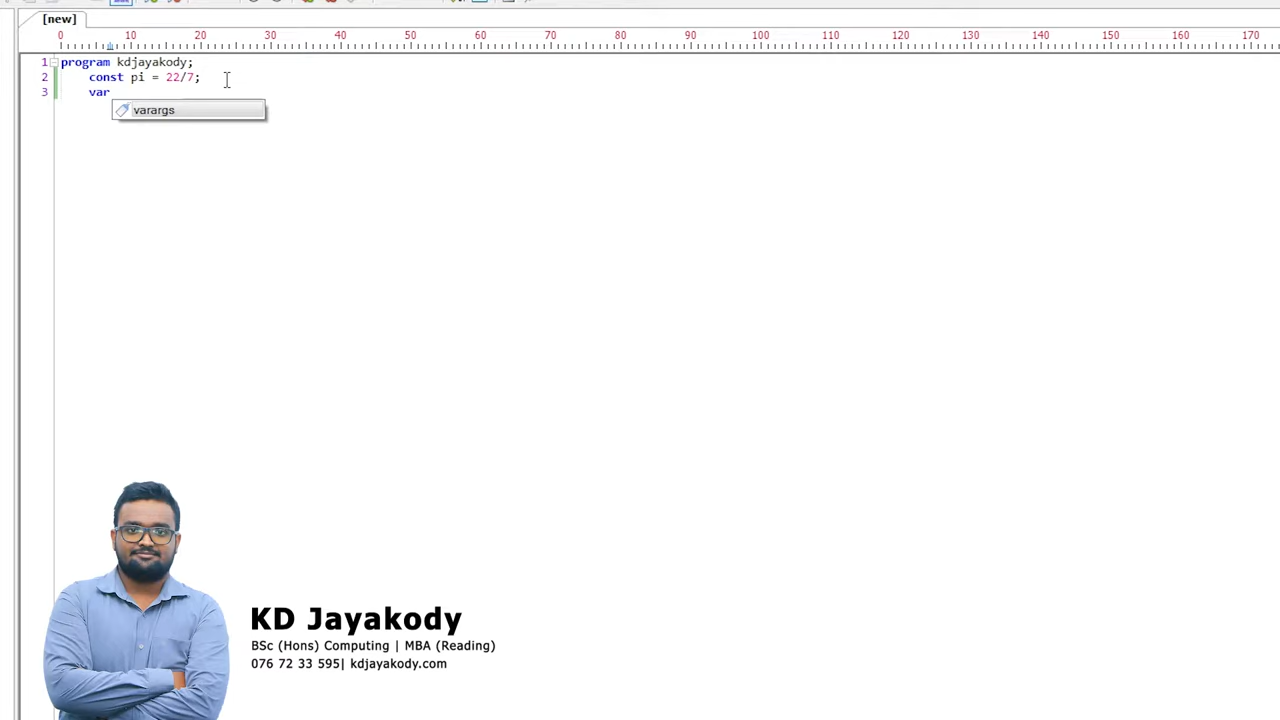 [new]
0 10 20 30 40 50 60 70 80 90 100 110 120 130 140 150 160 170
1 program kdjayakody;
2 const pi = 22/7;
3 var
varargs
KD Jayakody
BSc (Hons) Computing | MBA (Reading)
076 72 33 595| kdjayakody.com